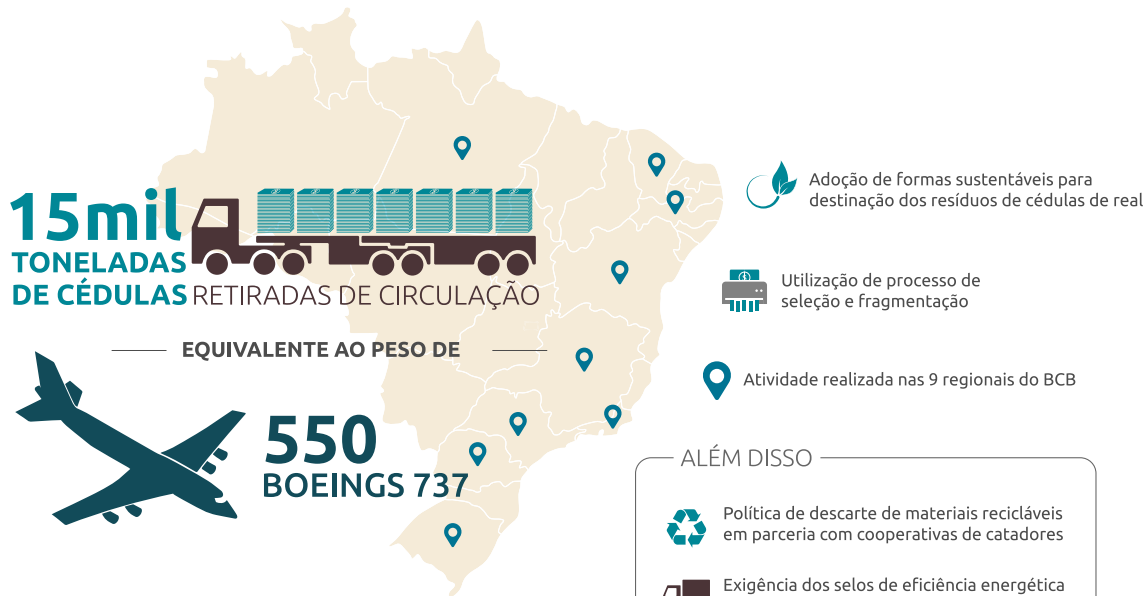 15mil
TONELADAS
DE CÉDULAS RETIRADAS DE CIRCULAÇÃO
EQUIVALENTE AO PESO DE
550
BOEINGS 737
Adoção de formas sustentáveis para
destinação dos resíduos de cédulas de real
Utilização de processo de
seleção e fragmentação
Atividade realizada nas 9 regionais do BCB
ALÉM DISSO
Política de descarte de materiais recicláveis
em parceria com cooperativas de catadores
Exigência dos selos de eficiência energética